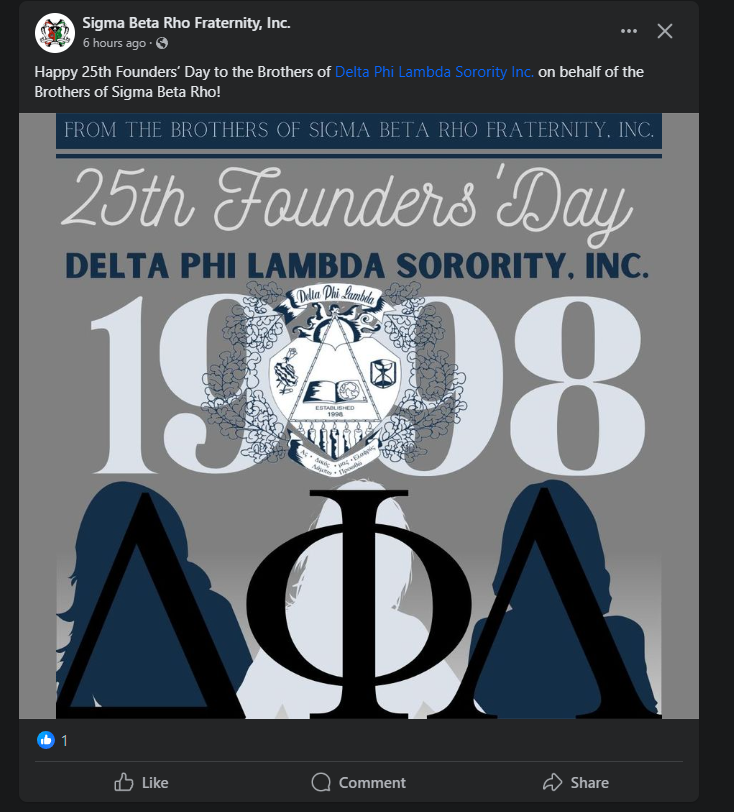 Sigma Beta Rho Fraternity, Inc.
6 hours ago ·
Happy 25th Founders' Day to the Brothers of Delta Phi Lambda Sorority Inc. on behalf of the
Brothers of Sigma Beta Rho!
FROM THE BROTHERS OF SIGMA BETA RHO FRATERNITY, INC.
25th Founders' Day
DELTA PHI LAMBDA SORORITY, INC.
1998
Delta Phi Lambda
ESTABLISHED
1998
ΔΦΛ
1
Like
Comment
Share